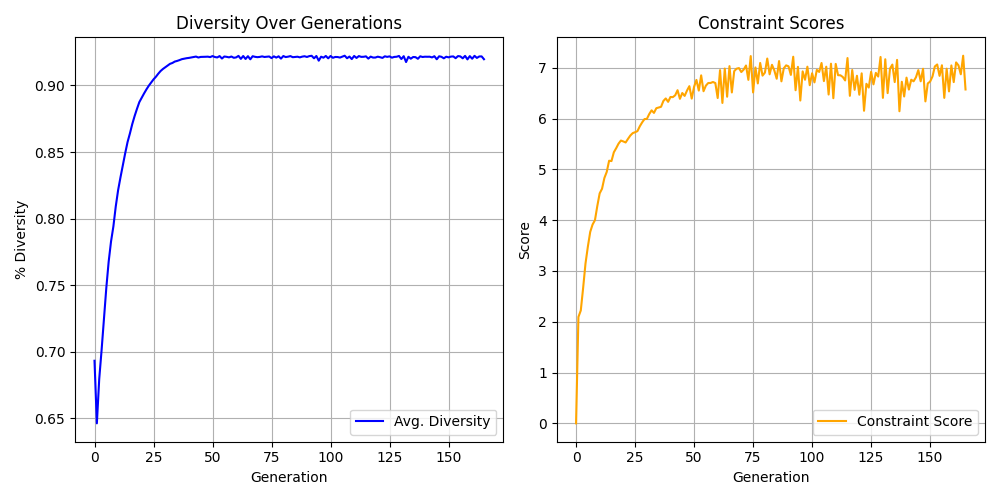 Diversity Over Generations
% Diversity
0.90
0.85
0.80
0.75
0.70
0.65
0 25 50 75 100 125 150
Generation
Avg. Diversity
Constraint Scores
Score
7
6
5
4
3
2
1
0
0 25 50 75 100 125 150
Generation
Constraint Score